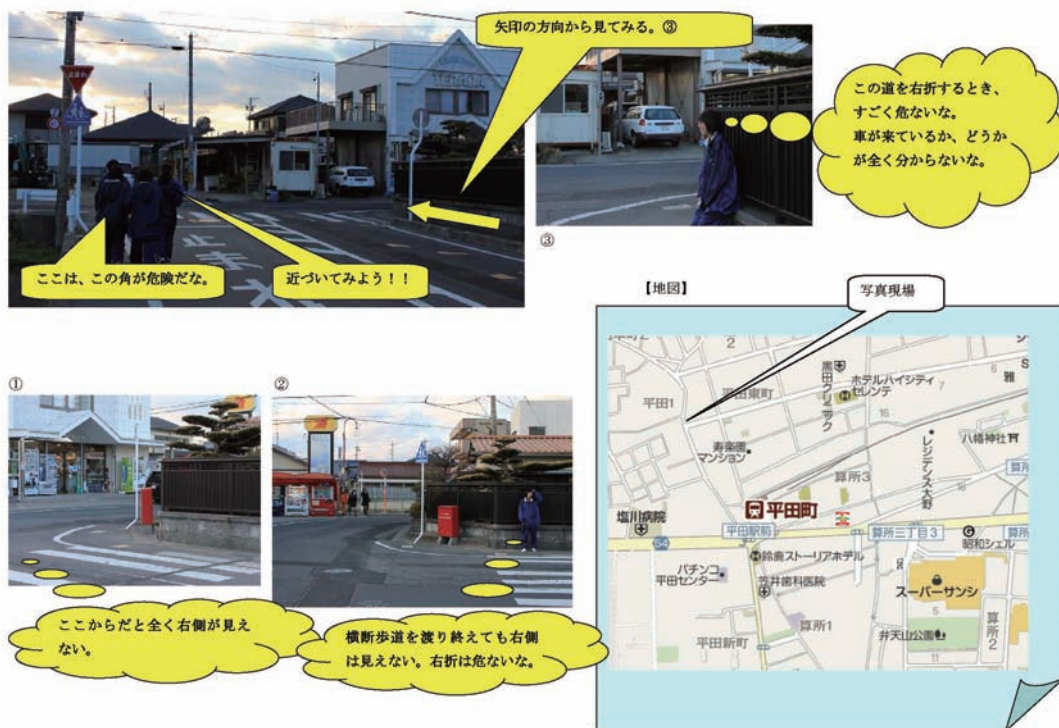 矢印の方向から見てみる。③
この道を右折するとき、
すごく危ないな。
車が来ているか、どうか
が全く分からないな。
ここは、この角が危険だな。
近づいてみよう！！
③
【地図】
写真現場
①
②
ここからだと全く右側が見え
ない。
横断歩道を渡り終えても右側
は見えない。右折は危ないな。
2
黒田クリニック
ホテルハイシティ
セレンテ
7
6
雅
平田1
平田東町
16
寿楽園
マンション
レジデンス大野
八幡神社
算所3
18
塩川病院
平田町
平田駅前
54
算所三丁目3
昭和シェル
鈴鹿ストーリアホテル
パチンコ
平田センター
笠井歯科医院
スーパーサンシ
5
算所1
平田新町
弁天山公園
算所2
11